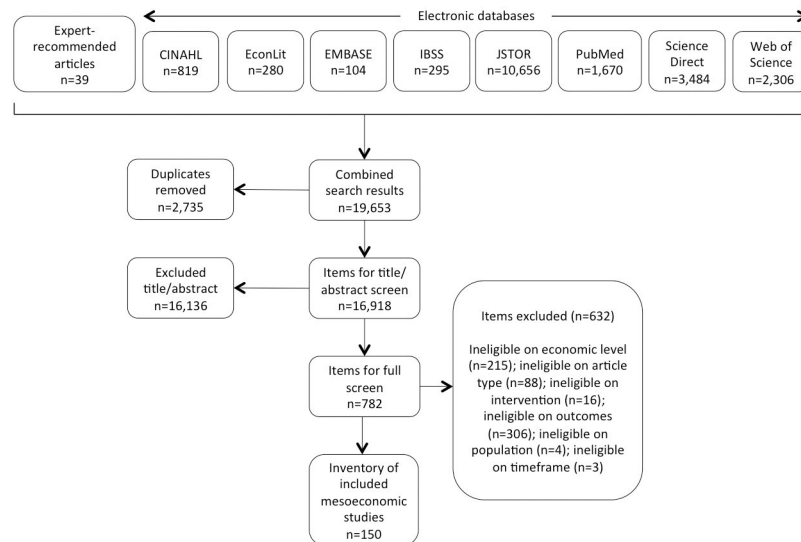 Electronic databases
Expert-
recommended
articles
n=39
CINAHL
n=819
EconLit
n=280
EMBASE
n=104
IBSS
n=295
JSTOR
n=10,656
PubMed
n=1,670
Science
Direct
n=3,484
Web of
Science
n=2,306
Duplicates
removed
n=2,735
Combined
search results
n=19,653
Excluded
title/abstract
n=16,136
Items for title/
abstract screen
n=16,918
Items for full
screen
n=782
Items excluded (n=632)
Ineligible on economic level
(n=215); ineligible on article
type (n=88); ineligible on
intervention (n=16);
ineligible on outcomes
(n=306); ineligible on
population (n=4); ineligible
on timeframe (n=3)
Inventory of
included
mesoeconomic
studies
n=150